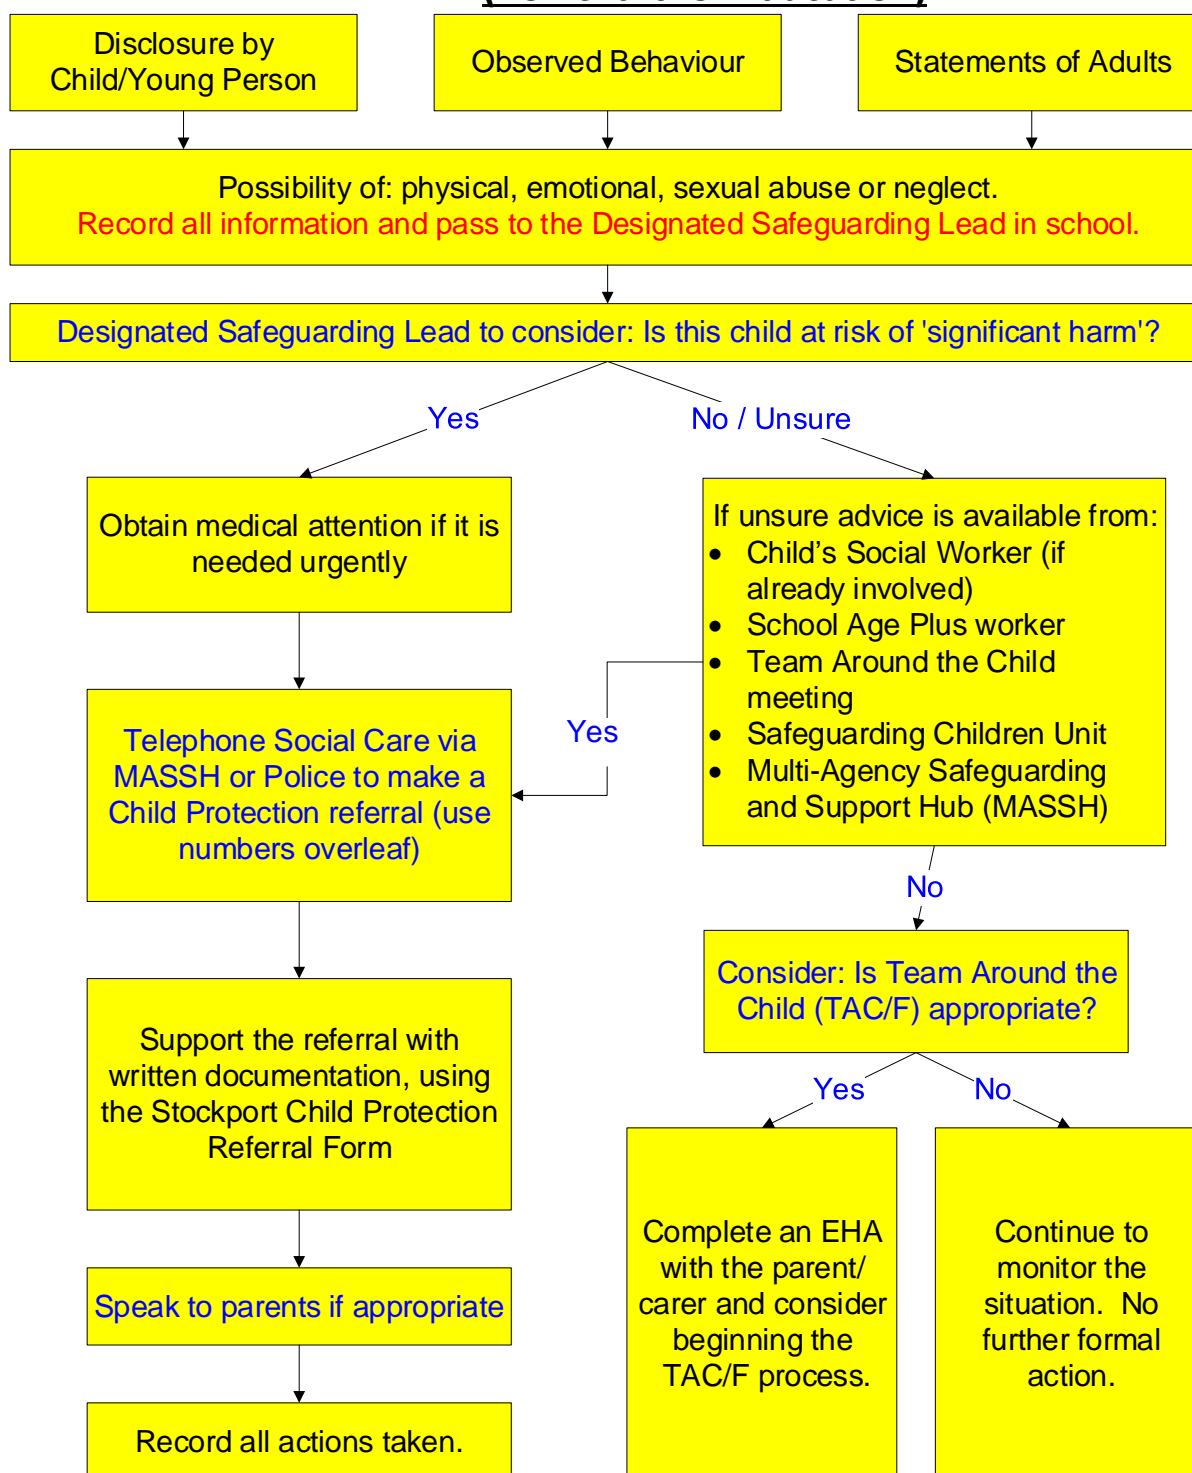 Disclosure by
Child/Young Person
Observed Behaviour
Statements of Adults
Possibility of: physical, emotional, sexual abuse or neglect.
Record all information and pass to the Designated Safeguarding Lead in school.
Designated Safeguarding Lead to consider: Is this child at risk of 'significant harm'?
Yes
No / Unsure
Obtain medical attention if it is
needed urgently
If unsure advice is available from:
• Child’s Social Worker (if
already involved)
• School Age Plus worker
• Team Around the Child
meeting
• Safeguarding Children Unit
• Multi-Agency Safeguarding
and Support Hub (MASSH)
Yes
Telephone Social Care via
MASSH or Police to make a
Child Protection referral (use
numbers overleaf)
No
Consider: Is Team Around the
Child (TAC/F) appropriate?
Support the referral with
written documentation, using
the Stockport Child Protection
Referral Form
Yes
No
Complete an EHA
with the parent/
carer and consider
beginning the
TAC/F process.
Continue to
monitor the
situation. No
further formal
action.
Speak to parents if appropriate
Record all actions taken.